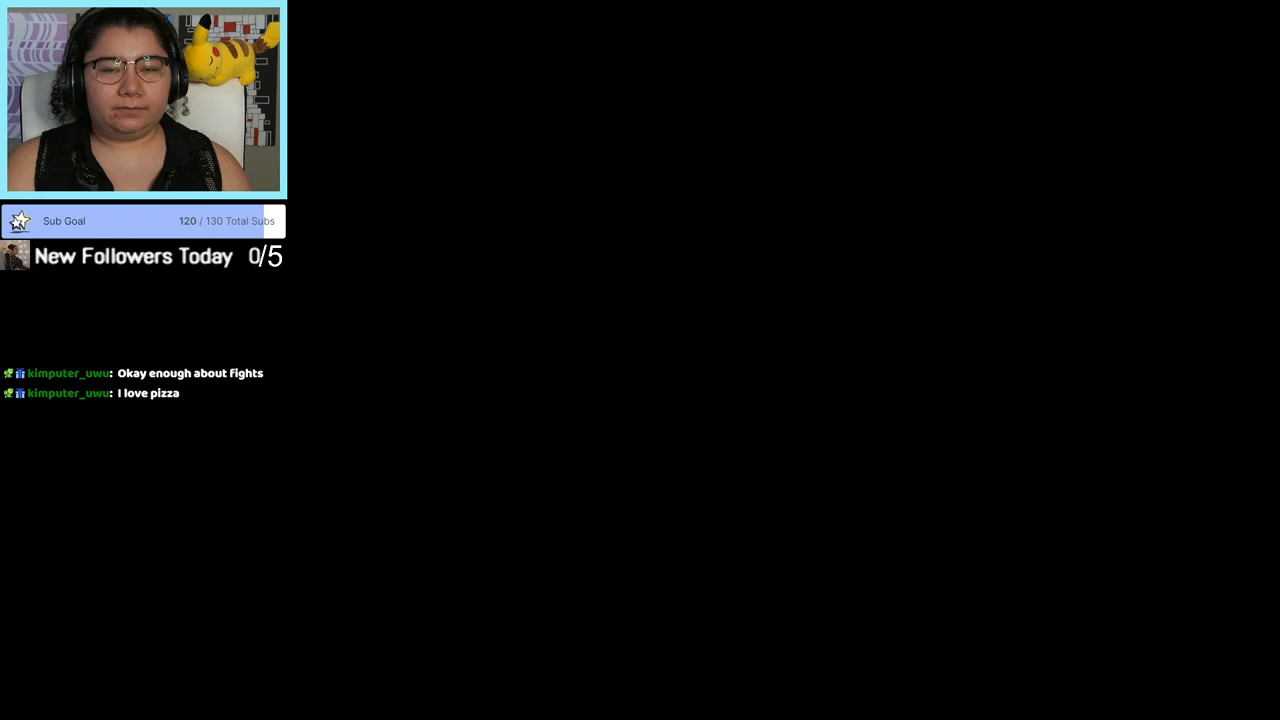 Sub Goal 120 / 130 Total Subs
New Followers Today 0/5
kimputer_uwu: Okay enough about fights
kimputer_uwu: I love pizza